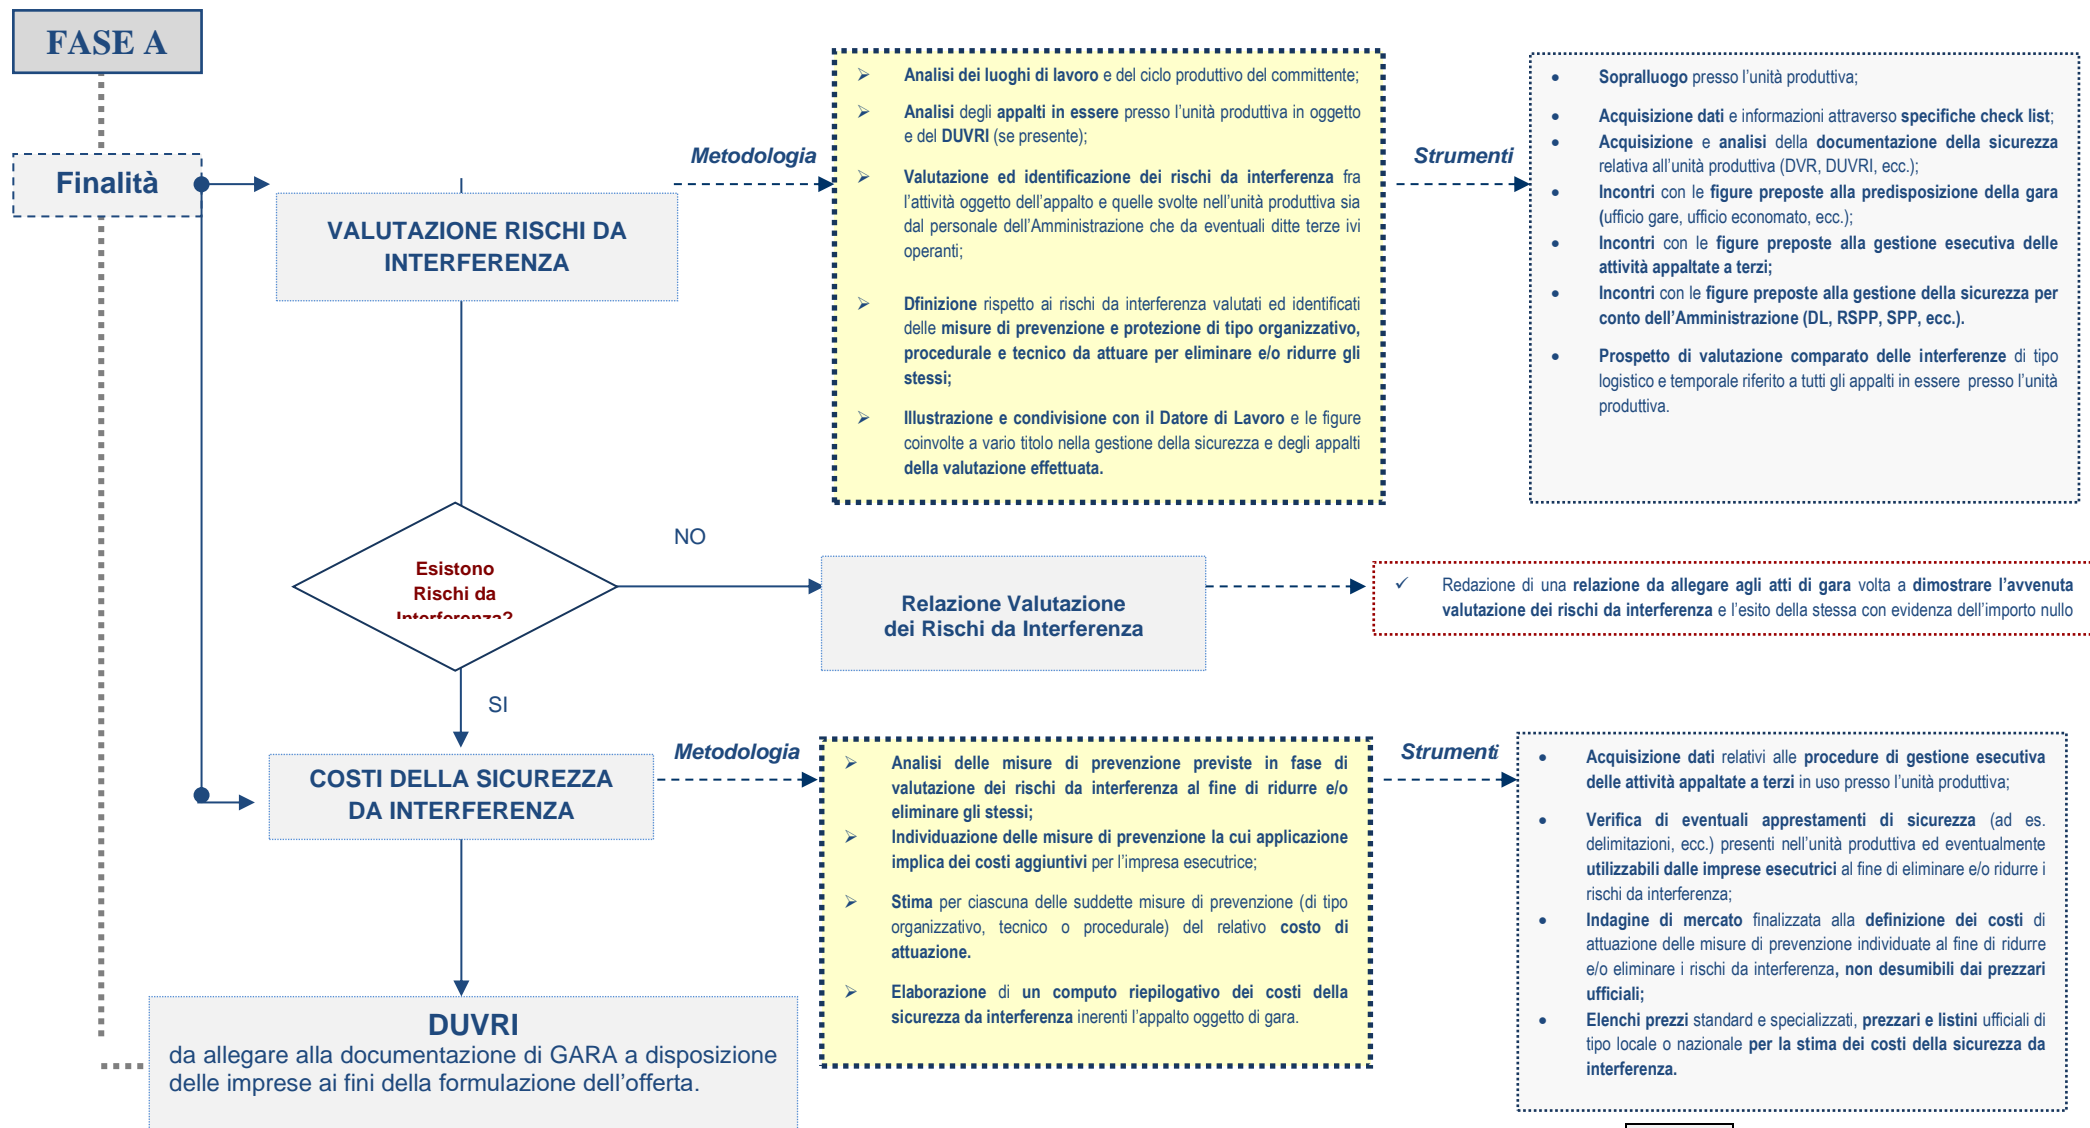 FASE A
Finalità
VALUTAZIONE RISCHI DA
INTERFERENZA
Metodologia
➢ Analisi dei luoghi di lavoro e del ciclo produttivo del committente;
➢ Analisi degli appalti in essere presso l'unità produttiva in oggetto
e del DUVRI (se presente);
➢ Valutazione ed identificazione dei rischi da interferenza fra
l'attività oggetto dell'appalto e quelle svolte nell'unità produttiva sia
dal personale dell'Amministrazione che da eventuali ditte terze ivi
operanti;
➢ Dfinizione rispetto ai rischi da interferenza valutati ed identificati
delle misure di prevenzione e protezione di tipo organizzativo,
procedurale e tecnico da attuare per eliminare e/o ridurre gli
stessi;
➢ Illustrazione e condivisione con il Datore di Lavoro e le figure
coinvolte a vario titolo nella gestione della sicurezza e degli appalti
della valutazione effettuata.
Strumenti
• Sopralluogo presso l'unità produttiva;
• Acquisizione dati e informazioni attraverso specifiche check list;
• Acquisizione e analisi della documentazione della sicurezza
relativa all'unità produttiva (DVR, DUVRI, ecc.);
• Incontri con le figure preposte alla predisposizione della gara
(ufficio gare, ufficio economato, ecc.);
• Incontri con le figure preposte alla gestione esecutiva delle
attività appaltate a terzi;
• Incontri con le figure preposte alla gestione della sicurezza per
conto dell'Amministrazione (DL, RSPP, SPP, ecc.).
• Prospetto di valutazione comparato delle interferenze di tipo
logistico e temporale riferito a tutti gli appalti in essere presso l'unità
produttiva.
Esistono
Rischi da
Interferenza?
NO
Relazione Valutazione
dei Rischi da Interferenza
✓ Redazione di una relazione da allegare agli atti di gara volta a dimostrare l'avvenuta
valutazione dei rischi da interferenza e l'esito della stessa con evidenza dell'importo nullo
SI
COSTI DELLA SICUREZZA
DA INTERFERENZA
Metodologia
➢ Analisi delle misure di prevenzione previste in fase di
valutazione dei rischi da interferenza al fine di ridurre e/o
eliminare gli stessi;
➢ Individuazione delle misure di prevenzione la cui applicazione
implica dei costi aggiuntivi per l'impresa esecutrice;
➢ Stima per ciascuna delle suddette misure di prevenzione (di tipo
organizzativo, tecnico o procedurale) del relativo costo di
attuazione.
➢ Elaborazione di un computo riepilogativo dei costi della
sicurezza da interferenza inerenti l'appalto oggetto di gara.
Strumenti
• Acquisizione dati relativi alle procedure di gestione esecutiva
delle attività appaltate a terzi in uso presso l'unità produttiva;
• Verifica di eventuali apprestamenti di sicurezza (ad es.
delimitazioni, ecc.) presenti nell'unità produttiva ed eventualmente
utilizzabili dalle imprese esecutrici al fine di eliminare e/o ridurre i
rischi da interferenza;
• Indagine di mercato finalizzata alla definizione dei costi di
attuazione delle misure di prevenzione individuate al fine di ridurre
e/o eliminare i rischi da interferenza, non desumibili dai prezzari
ufficiali;
• Elenchi prezzi standard e specializzati, prezzari e listini ufficiali di
tipo locale o nazionale per la stima dei costi della sicurezza da
interferenza.
DUVRI
da allegare alla documentazione di GARA a disposizione
delle imprese ai fini della formulazione dell'offerta.